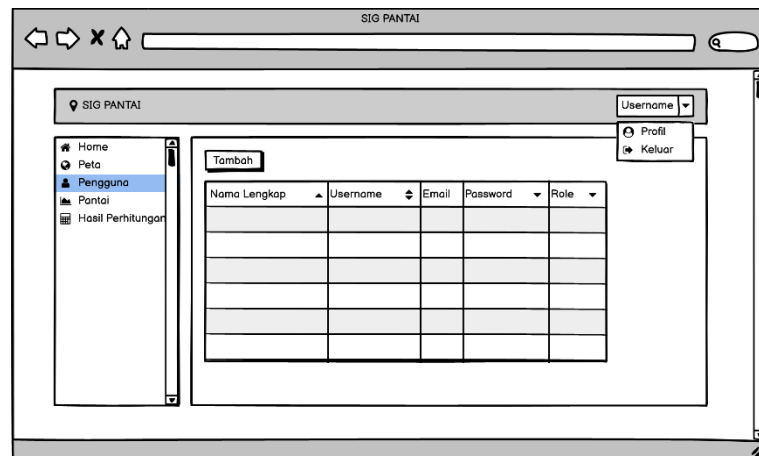 SIG PANTAI
SIG PANTAI
Username
Profil
Keluar
Home
Peta
Pengguna
Pantai
Hasil Perhitungan
Tambah
Nama Lengkap Username Email Password Role